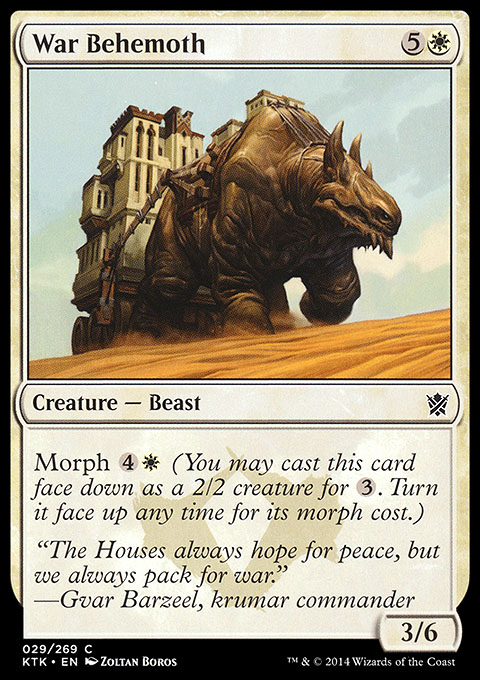 War Behemoth 5
Creature — Beast
Morph 4 (You may cast this card
face down as a 2/2 creature for 3. Turn
it face up any time for its morph cost.)
“The Houses always hope for peace, but
we always pack for war.”
—Gvar Barzeel, krumar commander
3/6
029/269 C
KTK • EN Zoltan Boros
™ & © 2014 Wizards of the Coast